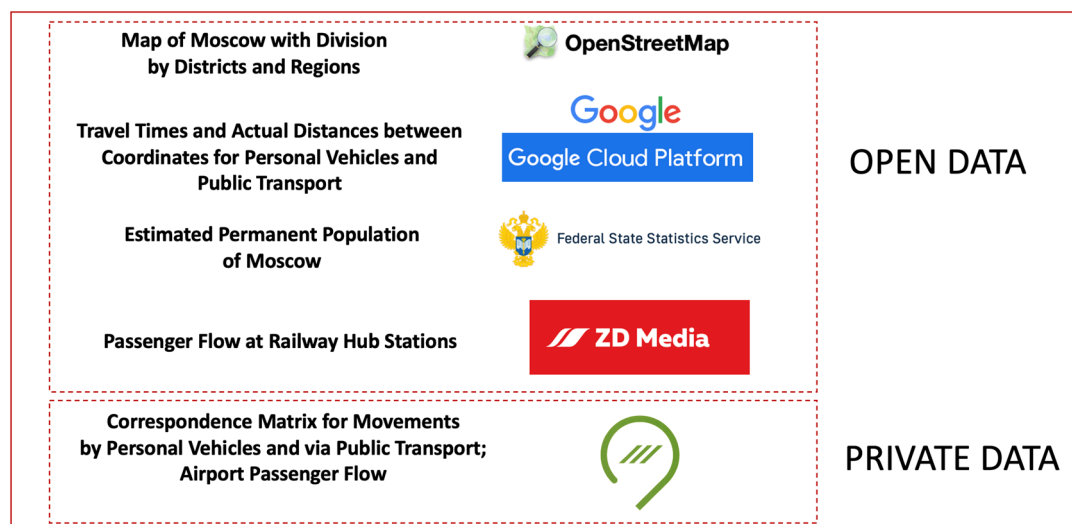 Map of Moscow with Division
by Districts and Regions
OpenStreetMap
Travel Times and Actual Distances between
Coordinates for Personal Vehicles and
Public Transport
Google
Google Cloud Platform
OPEN DATA
Estimated Permanent Population
of Moscow
Federal State Statistics Service
Passenger Flow at Railway Hub Stations
ZD Media
Correspondence Matrix for Movements
by Personal Vehicles and via Public Transport;
Airport Passenger Flow
PRIVATE DATA